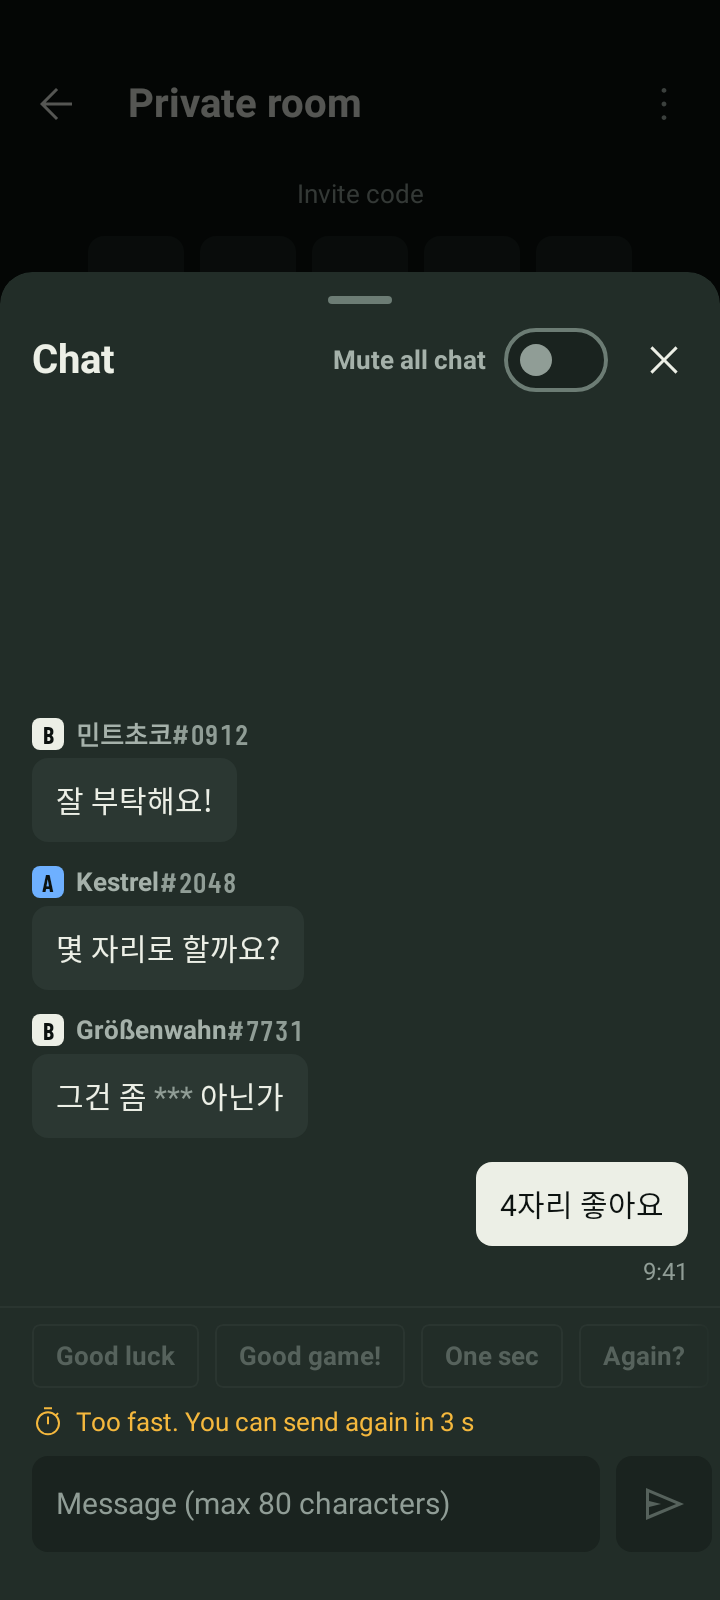 Private room
Invite code
Chat
Mute all chat
B 민트초코#0912
잘 부탁해요!
A Kestrel#2048
몇 자리로 할까요?
B Größenwahn#7731
그건 좀 *** 아닌가
4자리 좋아요
9:41
Good luck Good game! One sec Again?
Too fast. You can send again in 3 s
Message (max 80 characters)